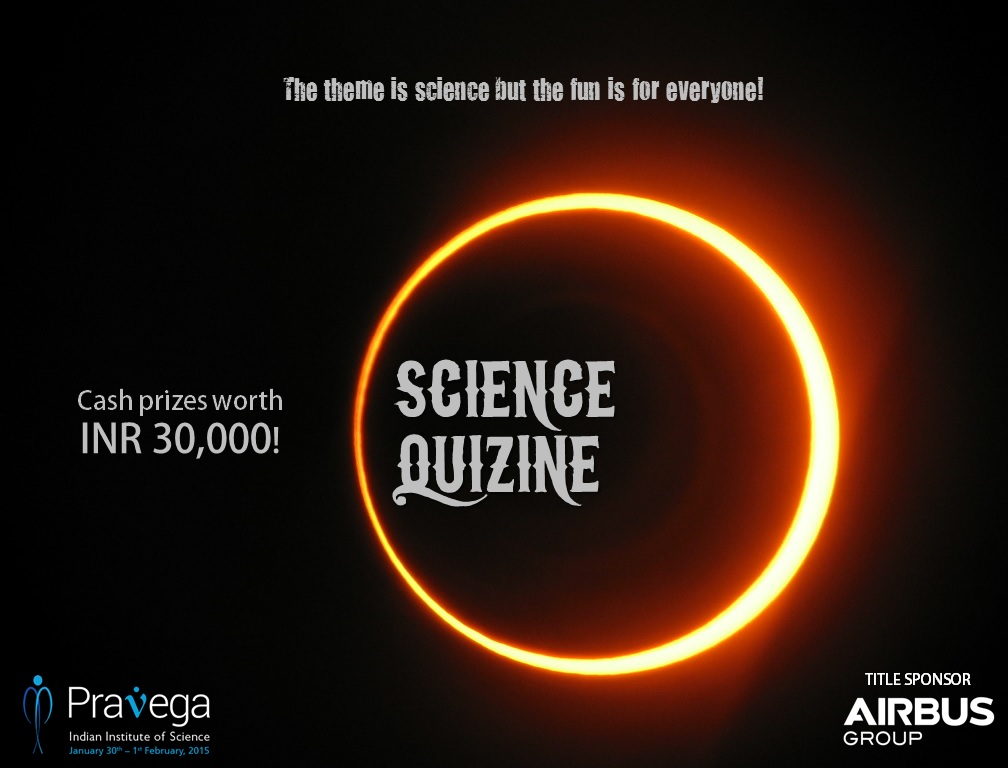 The theme is science but the fun is for everyone!
SCIENCE
QUIZINE
Cash prizes worth
INR 30,000!
Pravega
Indian Institute of Science
January 30th – 1st February, 2015
TITLE SPONSOR
AIRBUS
GROUP